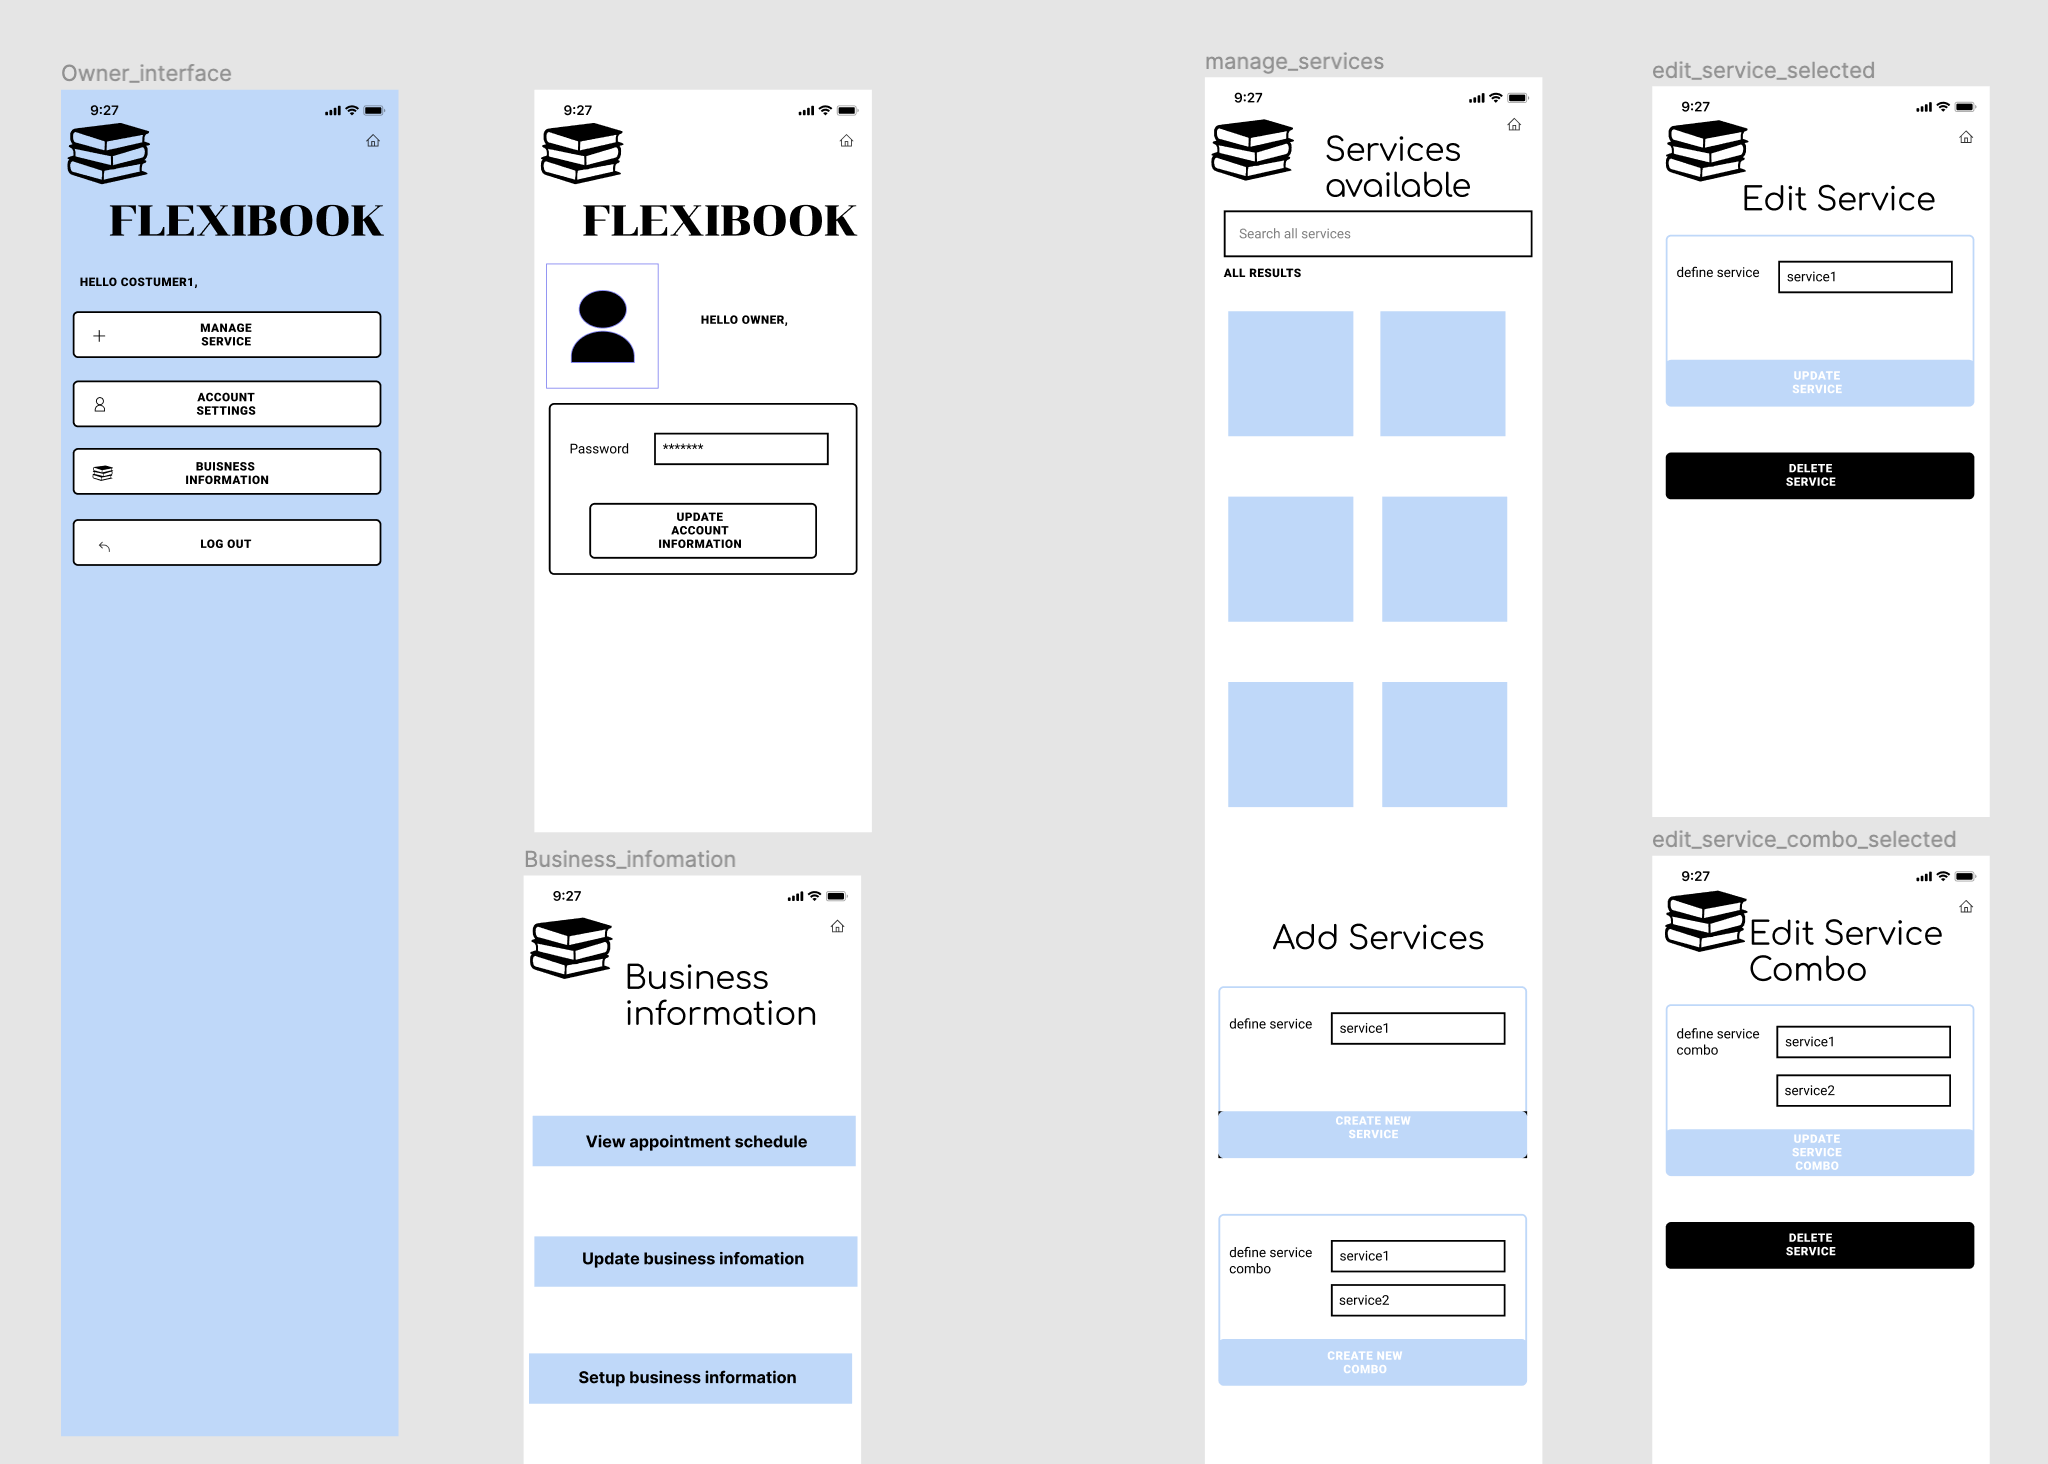 Owner_interface
9:27
FLEXIBOOK
HELLO COSTUMER1,
MANAGE
SERVICE
ACCOUNT
SETTINGS
BUISNESS
INFORMATION
LOG OUT
9:27
FLEXIBOOK
HELLO OWNER,
Password
*******
UPDATE
ACCOUNT
INFORMATION
Business_infomation
9:27
Business
information
View appointment schedule
Update business infomation
Setup business information
manage_services
9:27
Services
available
Search all services
ALL RESULTS
Add Services
define service
service1
CREATE NEW
SERVICE
define service
combo
service1
service2
CREATE NEW
COMBO
edit_service_selected
9:27
Edit Service
define service
service1
UPDATE
SERVICE
DELETE
SERVICE
edit_service_combo_selected
9:27
Edit Service
Combo
define service
combo
service1
service2
UPDATE
SERVICE
COMBO
DELETE
SERVICE